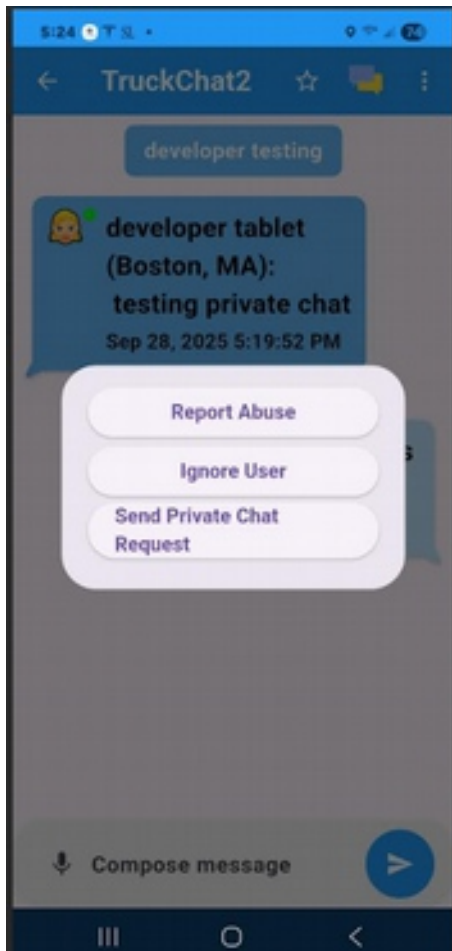 5:24
TruckChat2
developer testing
developer tablet
(Boston, MA):
testing private chat
Sep 28, 2025 5:19:52 PM
s
Report Abuse
Ignore User
Send Private Chat
Request
Compose message